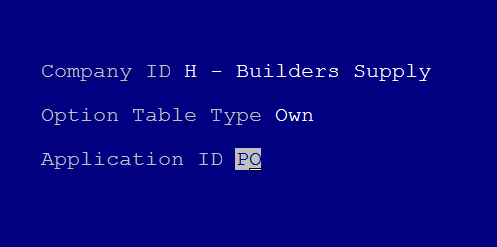 Company ID H - Builders Supply
Option Table Type Own
Application ID PO